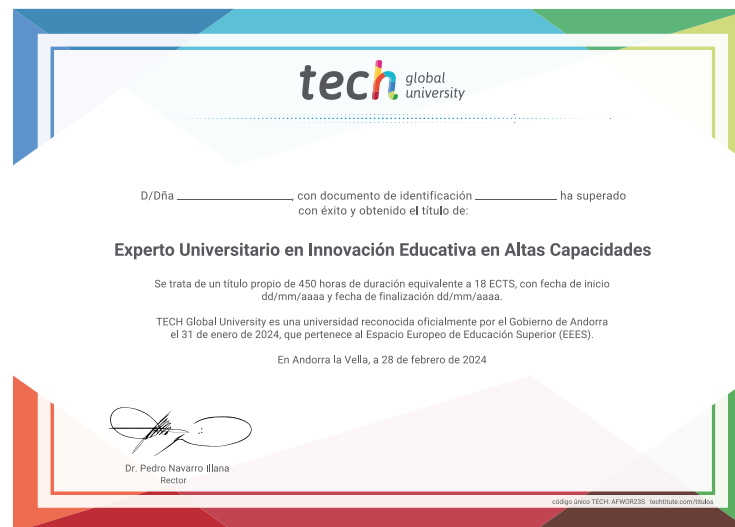 tech global university
D/Dña ____________________, con documento de identificación ______________ ha superado
con éxito y obtenido el título de:
Experto Universitario en Innovación Educativa en Altas Capacidades
Se trata de un título propio de 450 horas de duración equivalente a 18 ECTS, con fecha de inicio
dd/mm/aaaa y fecha de finalización dd/mm/aaaa.
TECH Global University es una universidad reconocida oficialmente por el Gobierno de Andorra
el 31 de enero de 2024, que pertenece al Espacio Europeo de Educación Superior (EEES).
En Andorra la Vella, a 28 de febrero de 2024
Dr. Pedro Navarro Illana
Rector
código único TECH: AFWOR23S techtitute.com/titulos